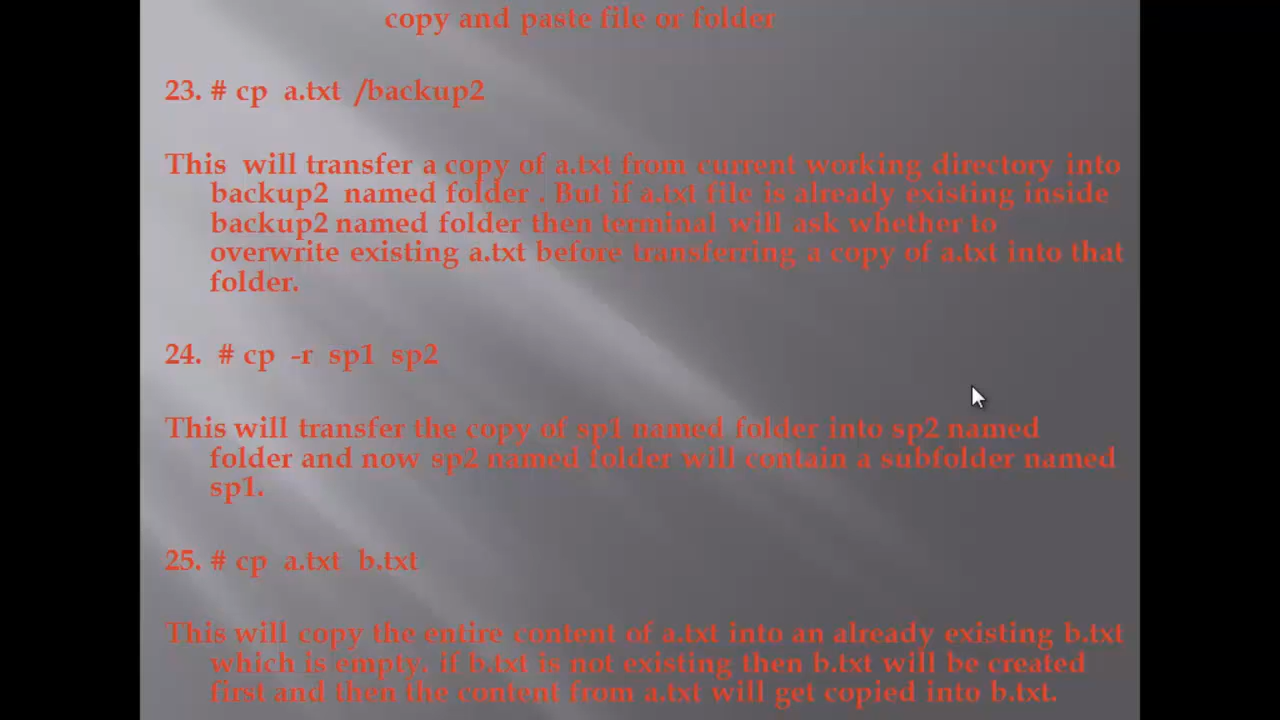 copy and paste file or folder
23. # cp a.txt /backup2
This will transfer a copy of a.txt from current working directory into
backup2 named folder . But if a.txt file is already existing inside
backup2 named folder then terminal will ask whether to
overwrite existing a.txt before transferring a copy of a.txt into that
folder.
24. # cp -r sp1 sp2
This will transfer the copy of sp1 named folder into sp2 named
folder and now sp2 named folder will contain a subfolder named
sp1.
25. # cp a.txt b.txt
This will copy the entire content of a.txt into an already existing b.txt
which is empty. if b.txt is not existing then b.txt will be created
first and then the content from a.txt will get copied into b.txt.